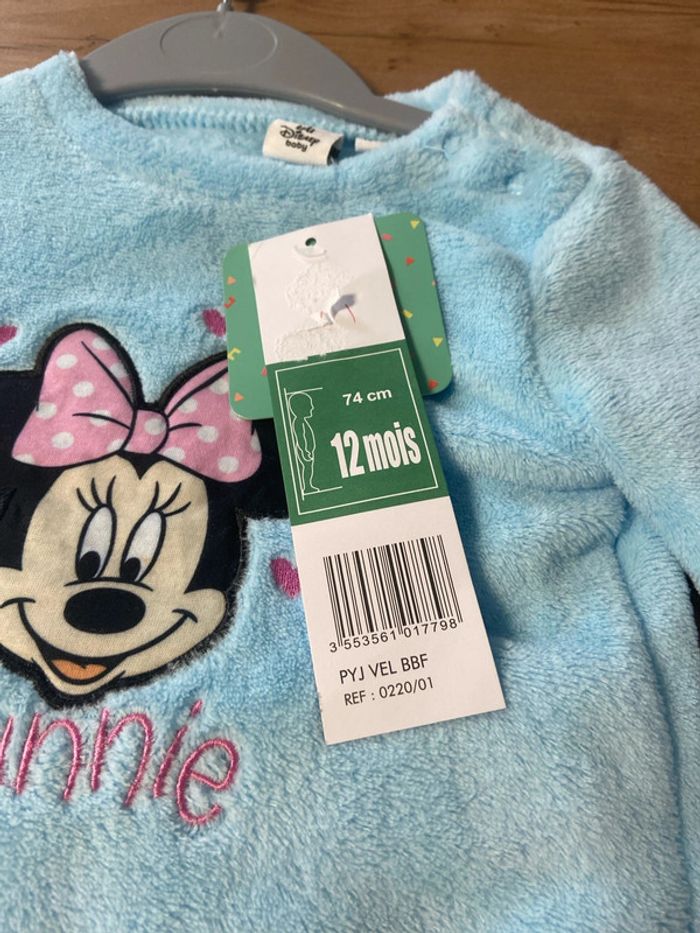 Disney
baby
74 cm
12 mois
3 553561 017798
PYJ VEL BBF
REF : 0220/01
nnie